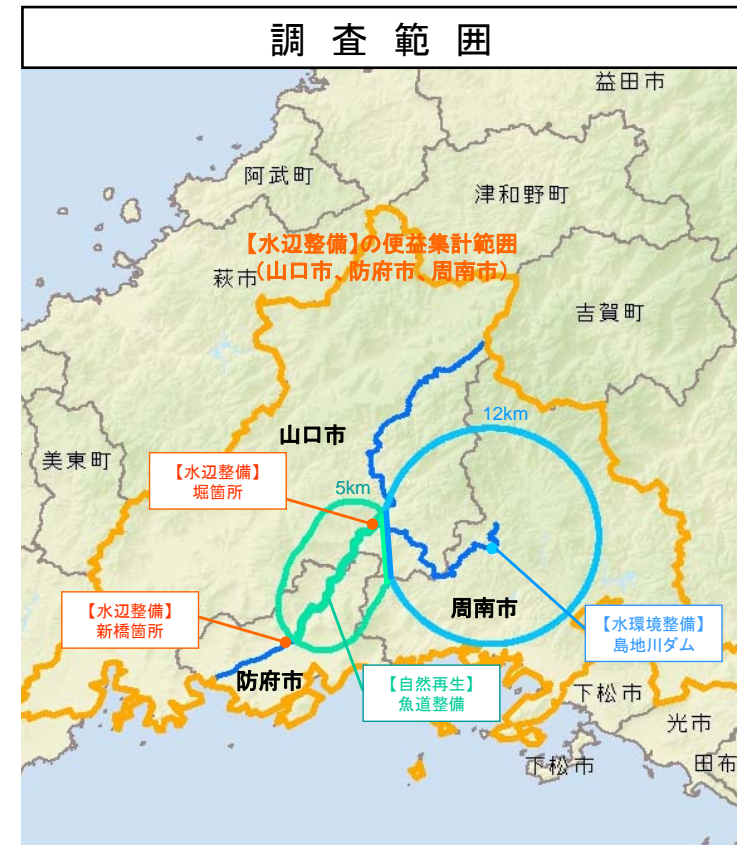 調査範囲
益田市
阿武町
津和野町
【水辺整備】の便益集計範囲
(山口市、防府市、周南市)
萩市
吉賀町
12km
山口市
美東町
【水辺整備】
堀箇所
5km
周南市
【水辺整備】
新橋箇所
【水環境整備】
島地川ダム
防府市
【自然再生】
魚道整備
下松市
光市
下松市
田布